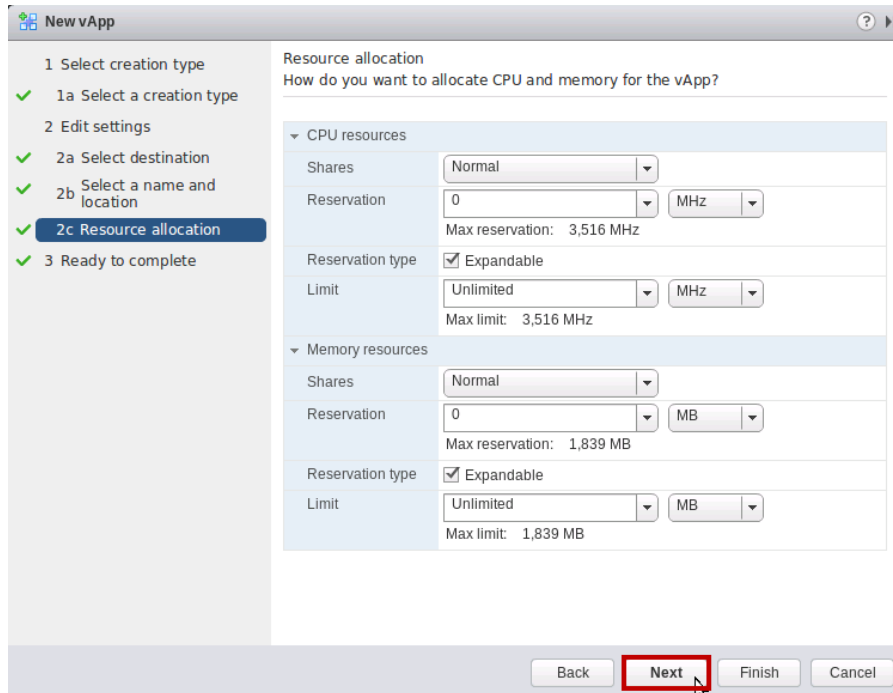 New vApp
?
1 Select creation type
1a Select a creation type
2 Edit settings
2a Select destination
2b Select a name and
location
2c Resource allocation
3 Ready to complete
Resource allocation
How do you want to allocate CPU and memory for the vApp?
CPU resources
Shares Normal
Reservation 0 MHz
Max reservation: 3,516 MHz
Reservation type Expandable
Limit Unlimited MHz
Max limit: 3,516 MHz
Memory resources
Shares Normal
Reservation 0 MB
Max reservation: 1,839 MB
Reservation type Expandable
Limit Unlimited MB
Max limit: 1,839 MB
Back Next Finish Cancel